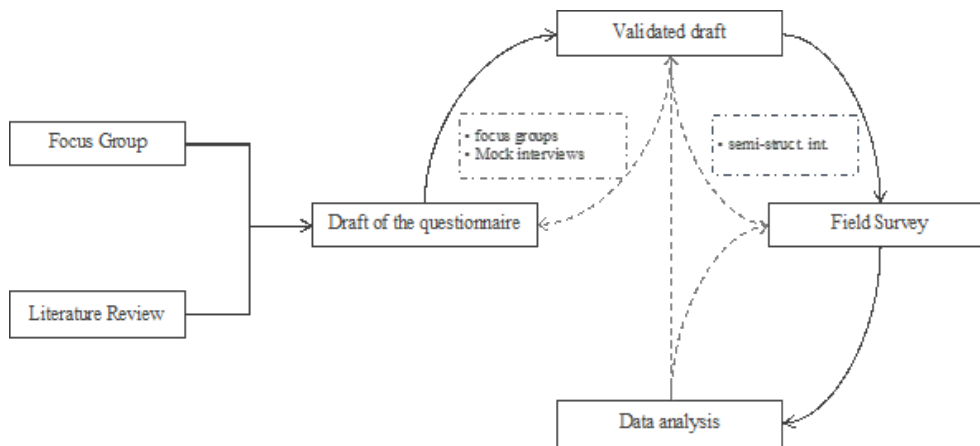 Validated draft
Focus Group
• focus groups
• Mock interviews
• semi-struct. int.
Draft of the questionnaire
Field Survey
Literature Review
Data analysis